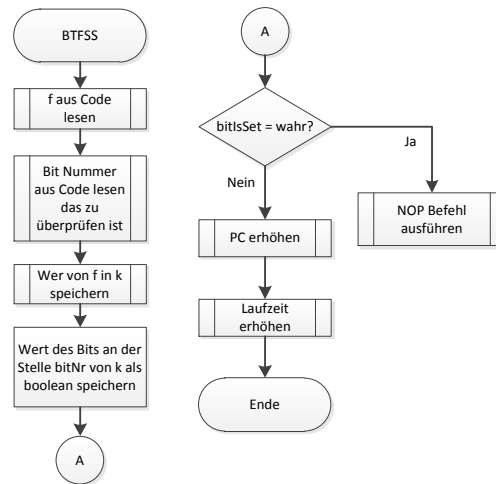 BTFSS
f aus Code
lesen
Bit Nummer
aus Code lesen
das zu
überprüfen ist
Wer von f in k
speichern
Wert des Bits an der
Stelle bitNr von k als
boolean speichern
A
A
bitIsSet = wahr?
Ja
Nein
NOP Befehl
ausführen
PC erhöhen
Laufzeit
erhöhen
Ende